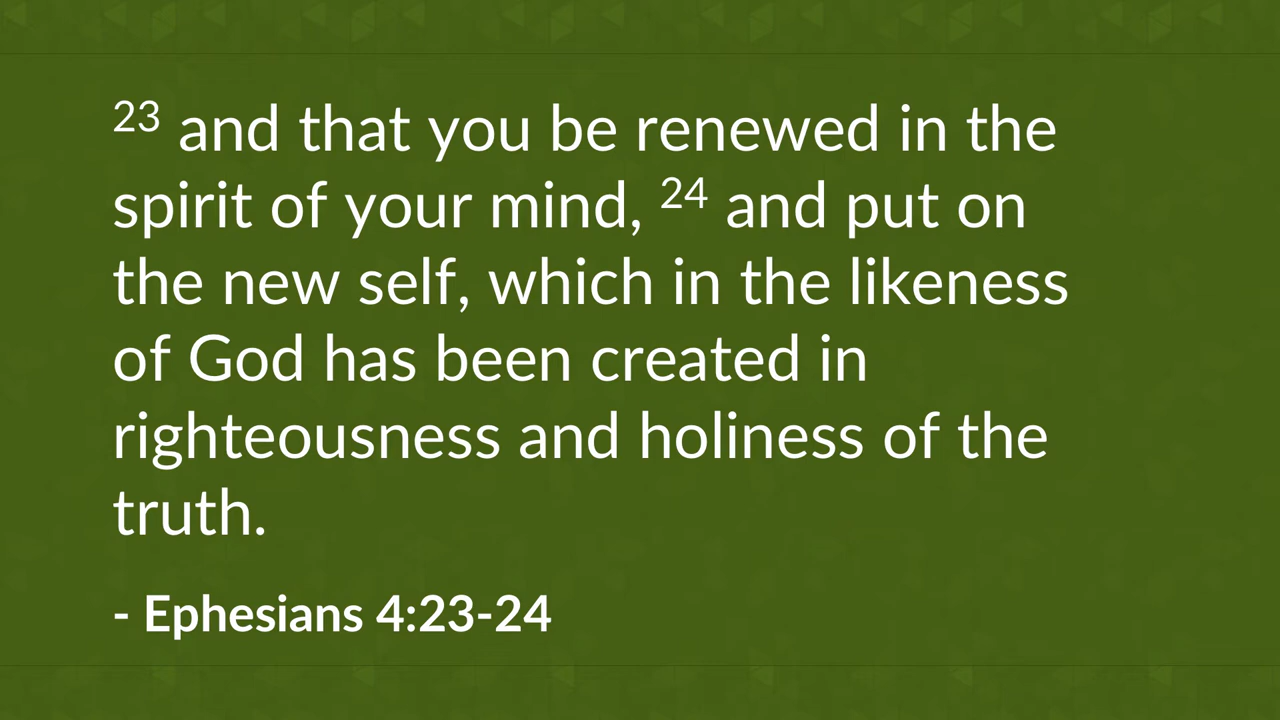 23 and that you be renewed in the
spirit of your mind, 24 and put on
the new self, which in the likeness
of God has been created in
righteousness and holiness of the
truth.
- Ephesians 4:23-24